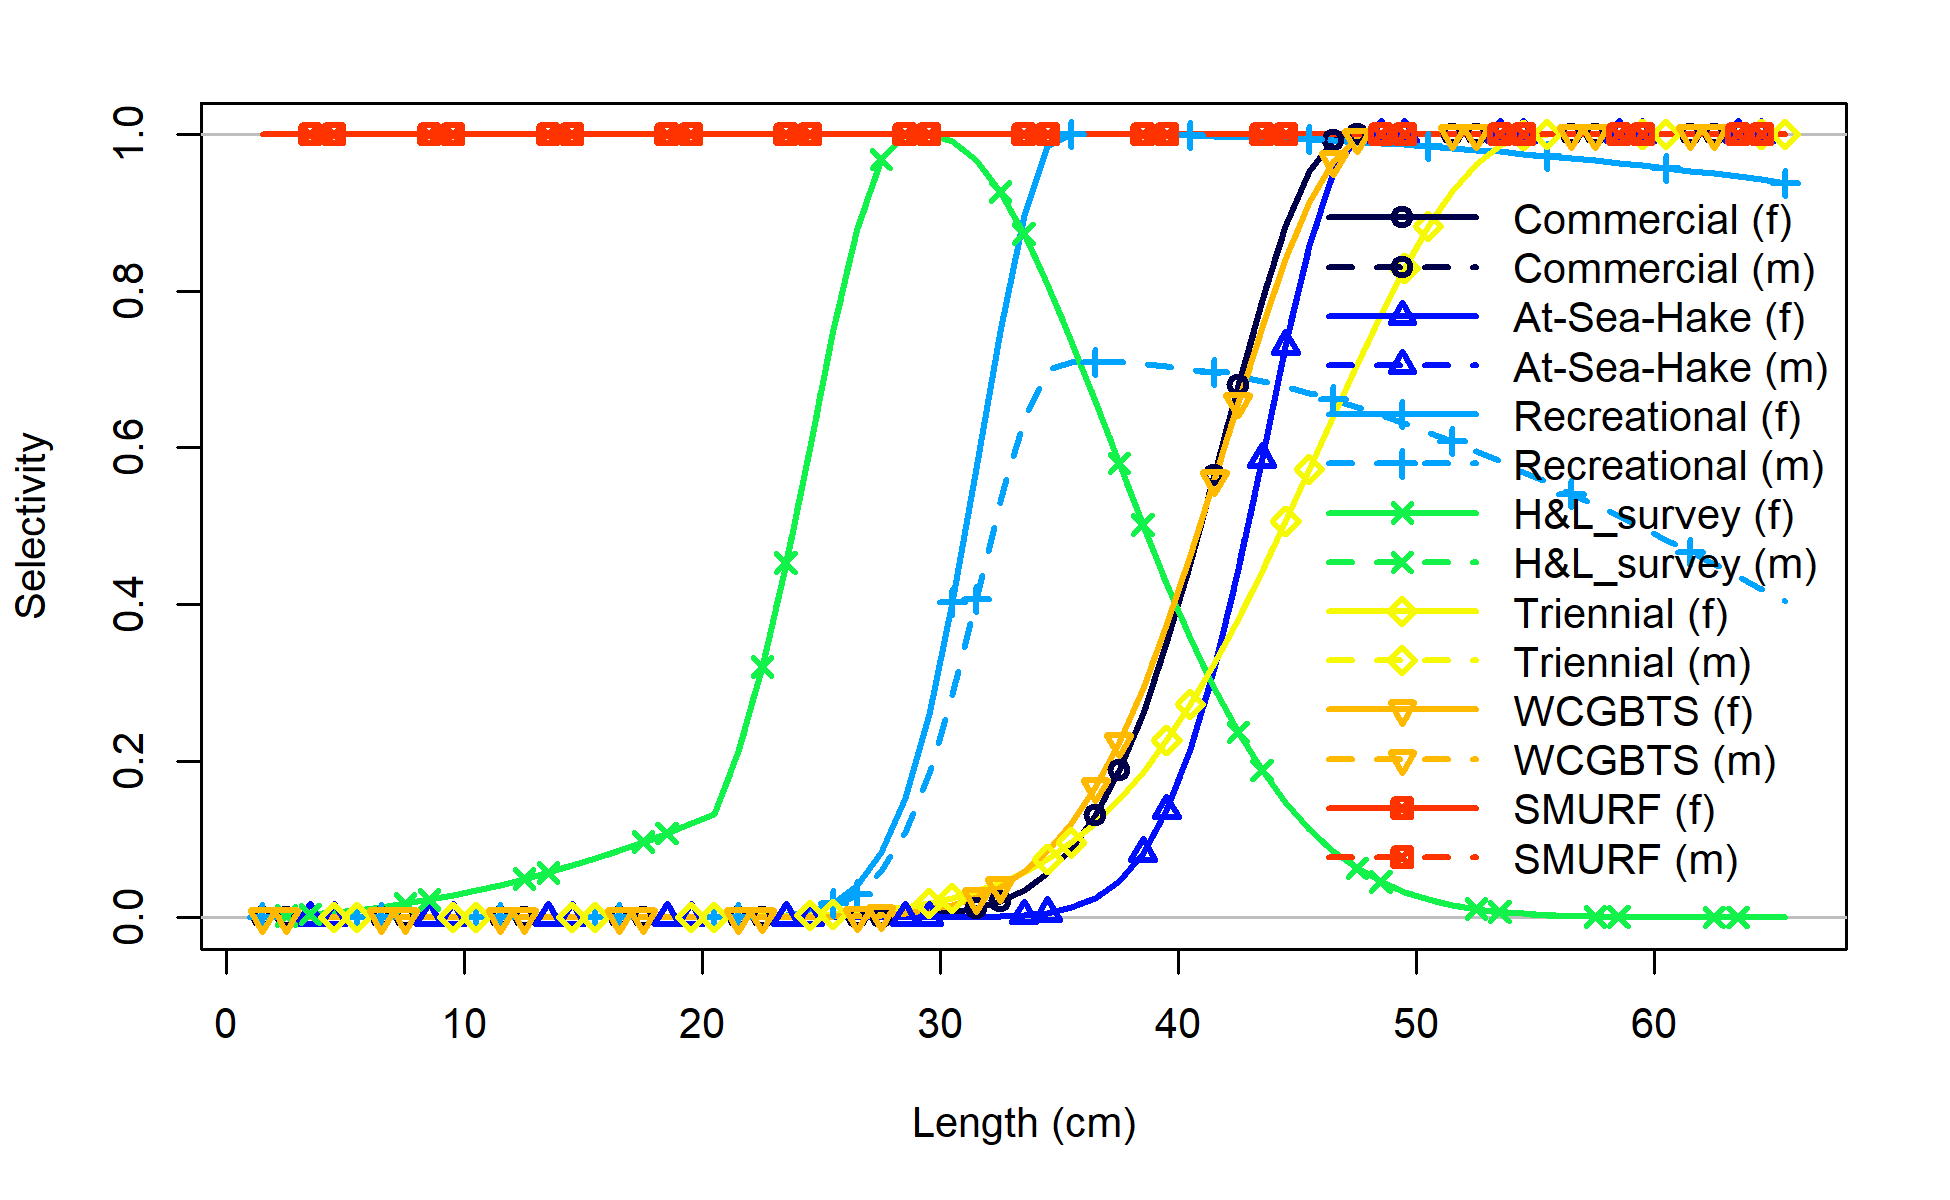 1.0
0.8
0.6
0.4
0.2
0.0
Selectivity
Commercial (f)
Commercial (m)
At-Sea-Hake (f)
At-Sea-Hake (m)
Recreational (f)
Recreational (m)
H&L_survey (f)
H&L_survey (m)
Triennial (f)
Triennial (m)
WCGBTS (f)
WCGBTS (m)
SMURF (f)
SMURF (m)
0 10 20 30 40 50 60
Length (cm)